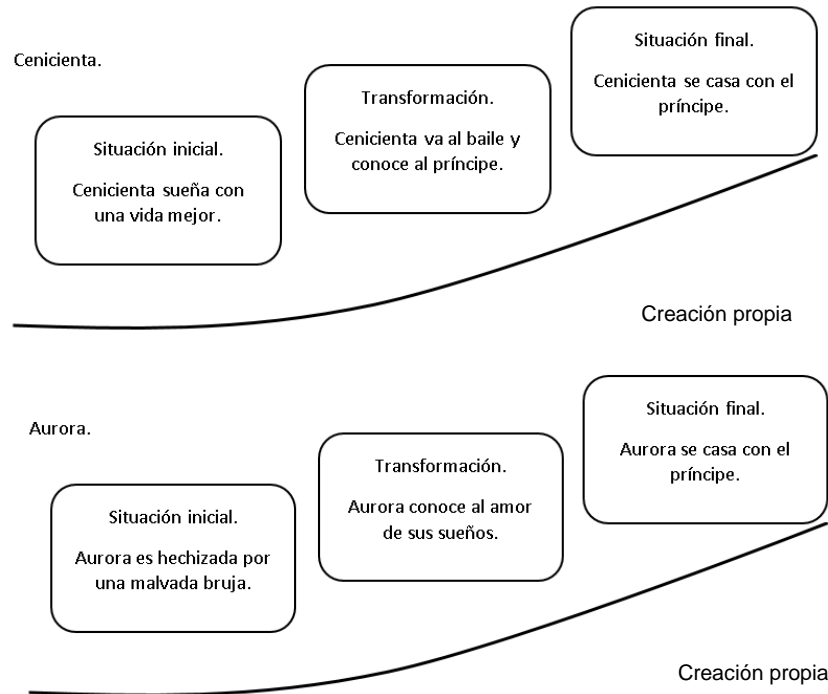 Cenicienta.
Situación inicial.
Cenicienta sueña con
una vida mejor.
Transformación.
Cenicienta va al baile y
conoce al príncipe.
Situación final.
Cenicienta se casa con el
príncipe.
Creación propia
Aurora.
Situación inicial.
Aurora es hechizada por
una malvada bruja.
Transformación.
Aurora conoce al amor
de sus sueños.
Situación final.
Aurora se casa con el
príncipe.
Creación propia